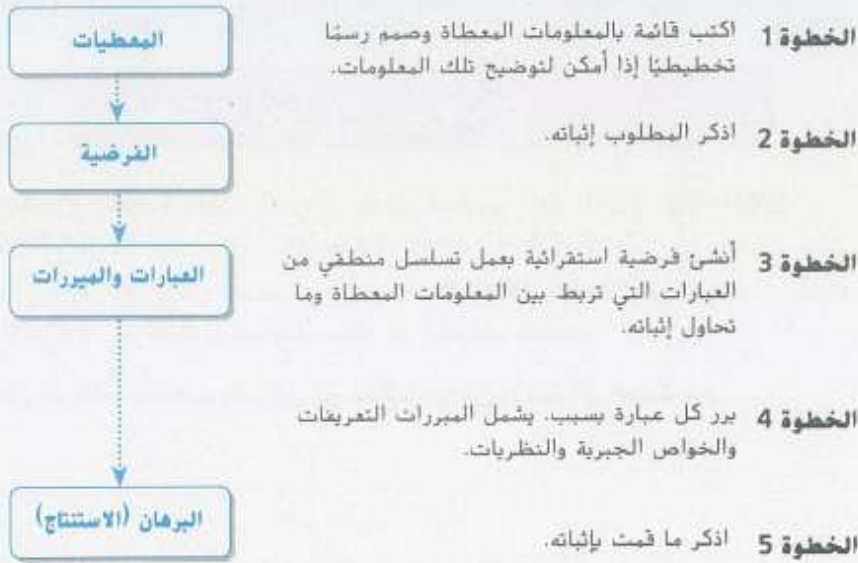 الخطوة 1 اكتب قائمة بالمعلومات المعطاة وصمم رسمًا
تخطيطيًا إذا أمكن لتوضيح تلك المعلومات.
المعطيات
الخطوة 2 اذكر المطلوب إثباته.
الفرضية
الخطوة 3 أنشئ فرضية استقرائية بعمل تسلسل منطقي من
العبارات التي تربط بين المعلومات المعطاة وما
تحاول إثباته.
العبارات والمبررات
الخطوة 4 برر كل عبارة بسبب. يشمل المبررات التعريفات
والخواص الجبرية والنظريات.
الخطوة 5 اذكر ما قمت بإثباته.
البرهان (الاستنتاج)